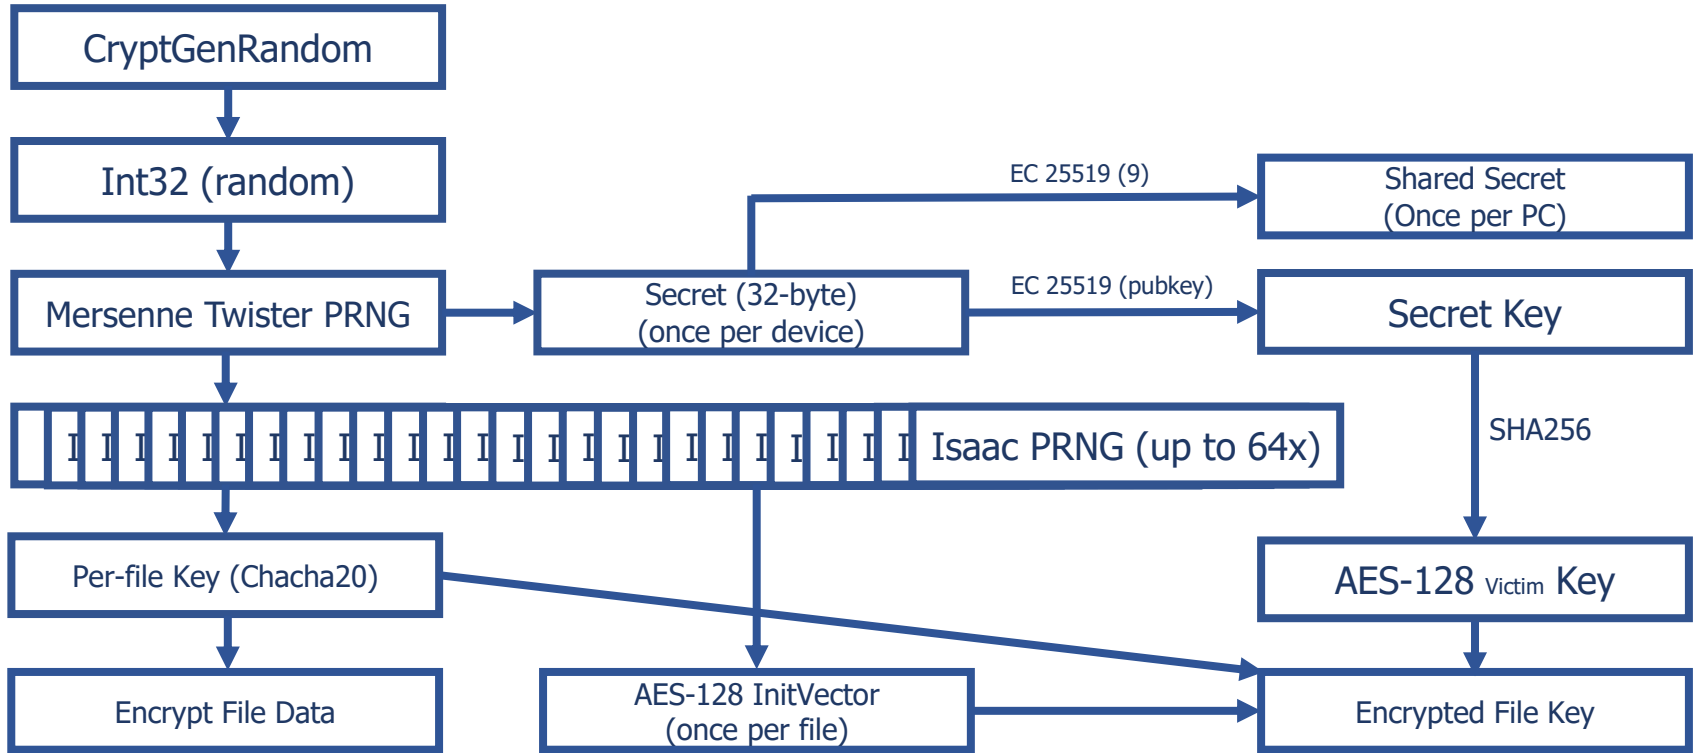 CryptGenRandom
Int32 (random)
EC 25519 (9)
Shared Secret
(Once per PC)
Mersenne Twister PRNG
Secret (32-byte)
(once per device)
EC 25519 (pubkey)
Secret Key
I I I I I I I I I I I I I I I I I I I I I I I I I Isaac PRNG (up to 64x)
SHA256
Per-file Key (Chacha20)
AES-128 Victim Key
Encrypt File Data
AES-128 InitVector
(once per file)
Encrypted File Key